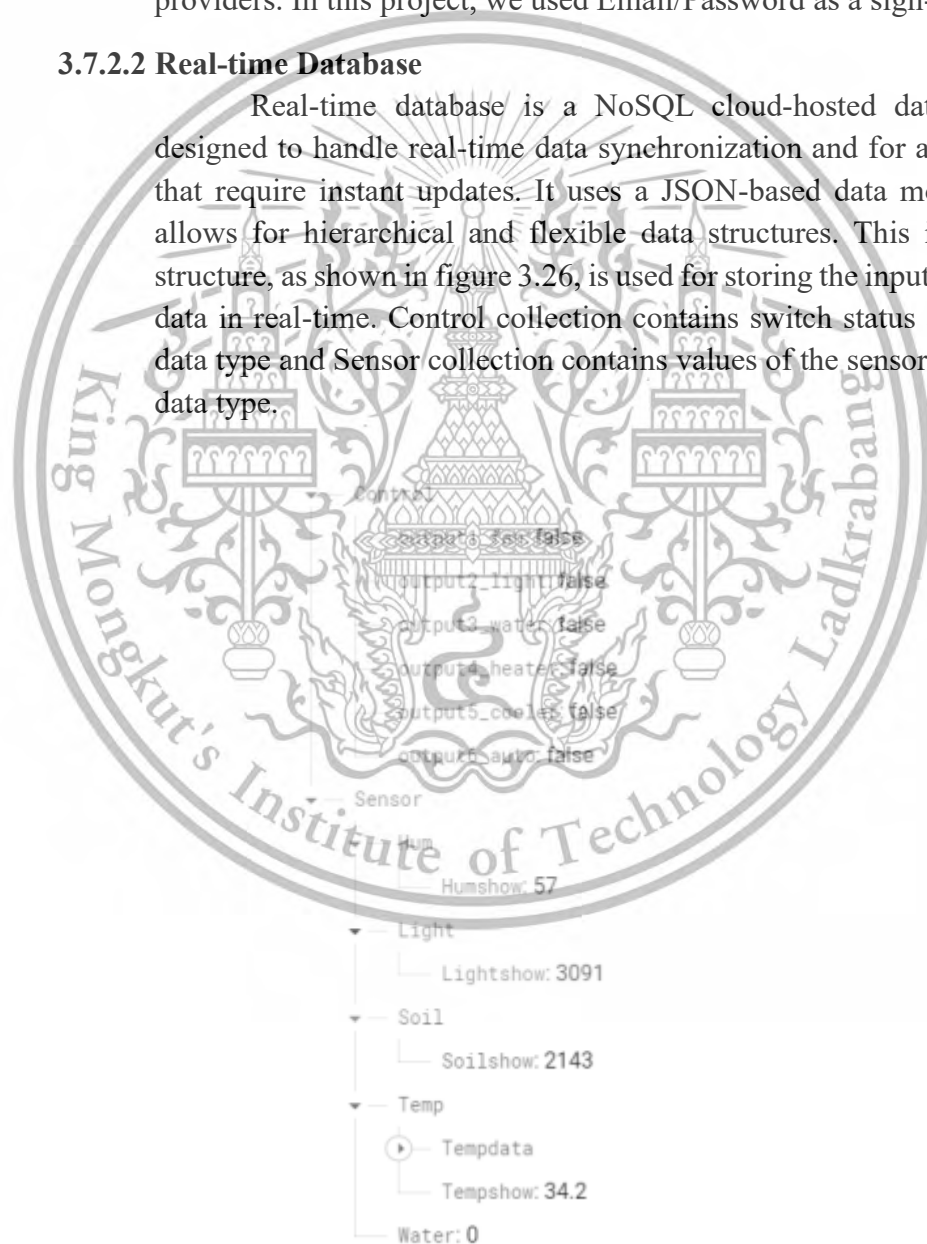 providers. In this project, we used Email/Password as a sign-
3.7.2.2 Real-time Database
Real-time database is a NoSQL cloud-hosted dat
designed to handle real-time data synchronization and for a
that require instant updates. It uses a JSON-based data mo
allows for hierarchical and flexible data structures. This i
structure, as shown in figure 3.26, is used for storing the input
data in real-time. Control collection contains switch status
data type and Sensor collection contains values of the sensor
data type.
King Mongkut's Institute of Technology Ladkrabang
Control
output1_fan: false
output2_light: false
output3_water: false
output4_heater: false
output5_cooler: false
output6_auto: false
Sensor
Hum
Humshow: 57
Light
Lightshow: 3091
Soil
Soilshow: 2143
Temp
Tempdata
Tempshow: 34.2
Water: 0